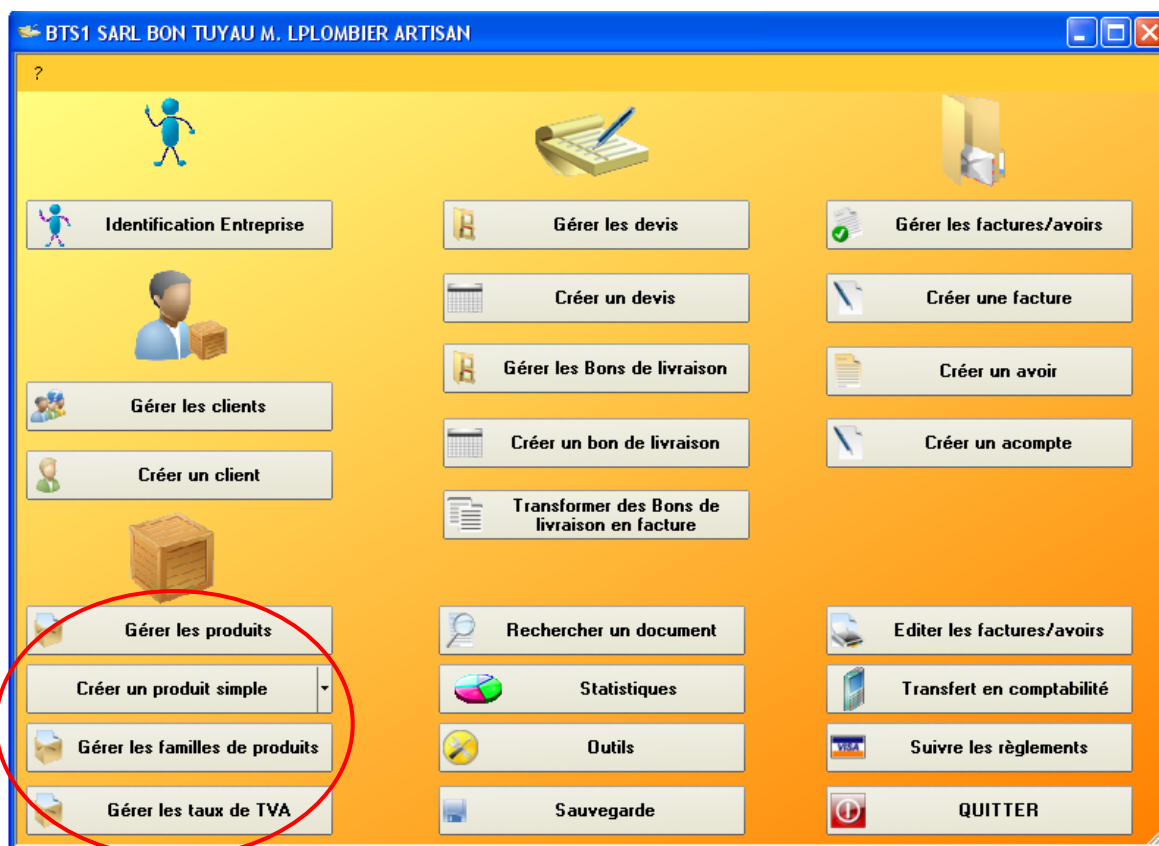 BTS1 SARL BON TUYAU M. LPLOMBIER ARTISAN
?
Identification Entreprise
Gérer les clients
Créer un client
Gérer les produits
Créer un produit simple
Gérer les familles de produits
Gérer les taux de TVA
Gérer les devis
Créer un devis
Gérer les Bons de livraison
Créer un bon de livraison
Transformer des Bons de
livraison en facture
Rechercher un document
Statistiques
Outils
Sauvegarde
Gérer les factures/avoirs
Créer une facture
Créer un avoir
Créer un acompte
Editer les factures/avoirs
Transfert en comptabilité
VISA
Suivre les règlements
QUITTER